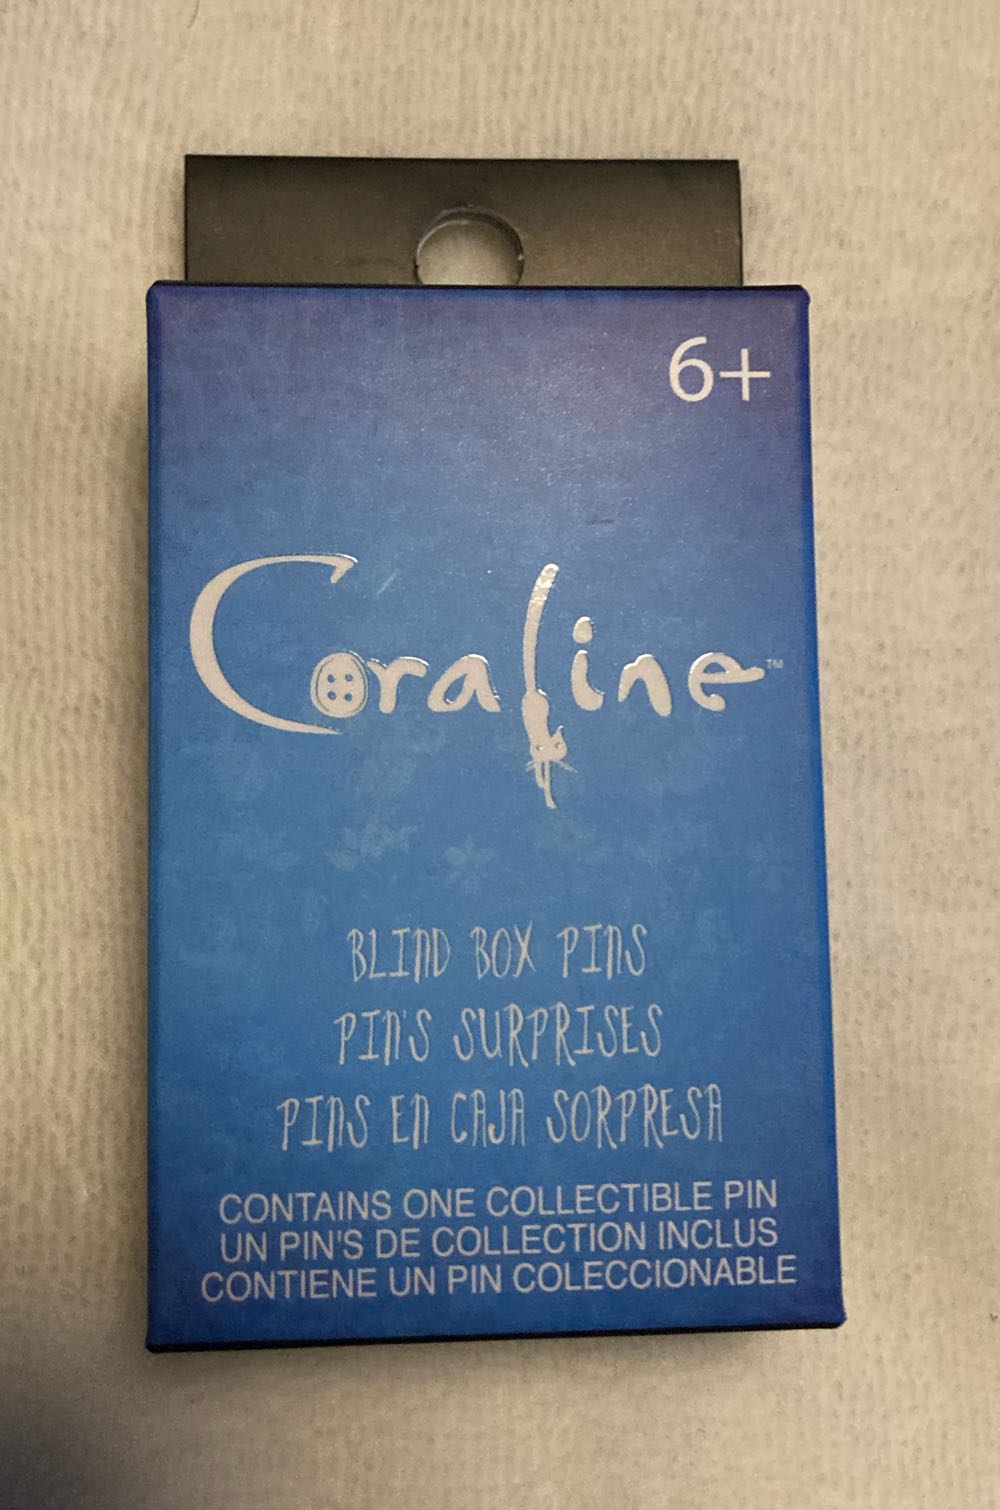 6+
Coraline™
BLIND BOX PINS
PIN'S SURPRISES
PINS EN CAJA SORPRESA
CONTAINS ONE COLLECTIBLE PIN
UN PIN'S DE COLLECTION INCLUS
CONTIENE UN PIN COLECCIONABLE